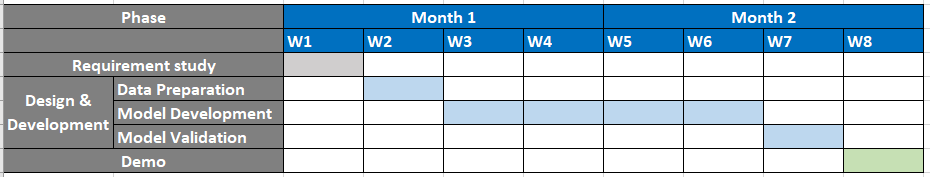 Phase Month 1 Month 2
W1 W2 W3 W4 W5 W6 W7 W8
Requirement study
Design &
Development
Data Preparation
Model Development
Model Validation
Demo